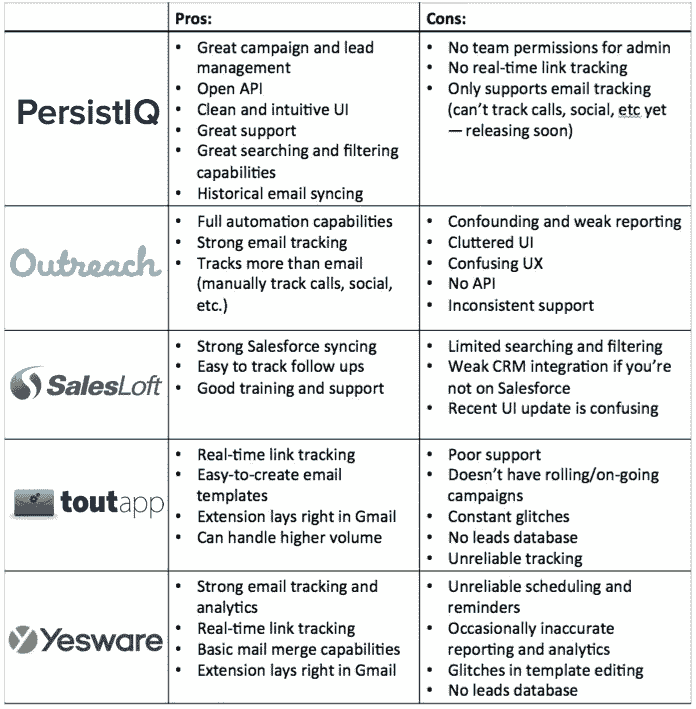 Pros:
Cons:
PersistIQ
• Great campaign and lead
management
• Open API
• Clean and intuitive UI
• Great support
• Great searching and filtering
capabilities
• Historical email syncing
• No team permissions for admin
• No real-time link tracking
• Only supports email tracking
(can't track calls, social, etc yet
— releasing soon)
Outreach
• Full automation capabilities
• Strong email tracking
• Tracks more than email
(manually track calls, social,
etc.)
• Confounding and weak reporting
• Cluttered UI
• Confusing UX
• No API
• Inconsistent support
SalesLoft
• Strong Salesforce syncing
• Easy to track follow ups
• Good training and support
• Limited searching and filtering
• Weak CRM integration if you're
not on Salesforce
• Recent UI update is confusing
toutapp
• Real-time link tracking
• Easy-to-create email
templates
• Extension lays right in Gmail
• Can handle higher volume
• Poor support
• Doesn't have rolling/on-going
campaigns
• Constant glitches
• No leads database
• Unreliable tracking
Yesware
• Strong email tracking and
analytics
• Real-time link tracking
• Basic mail merge capabilities
• Extension lays right in Gmail
• Unreliable scheduling and
reminders
• Occasionally inaccurate
reporting and analytics
• Glitches in template editing
• No leads database